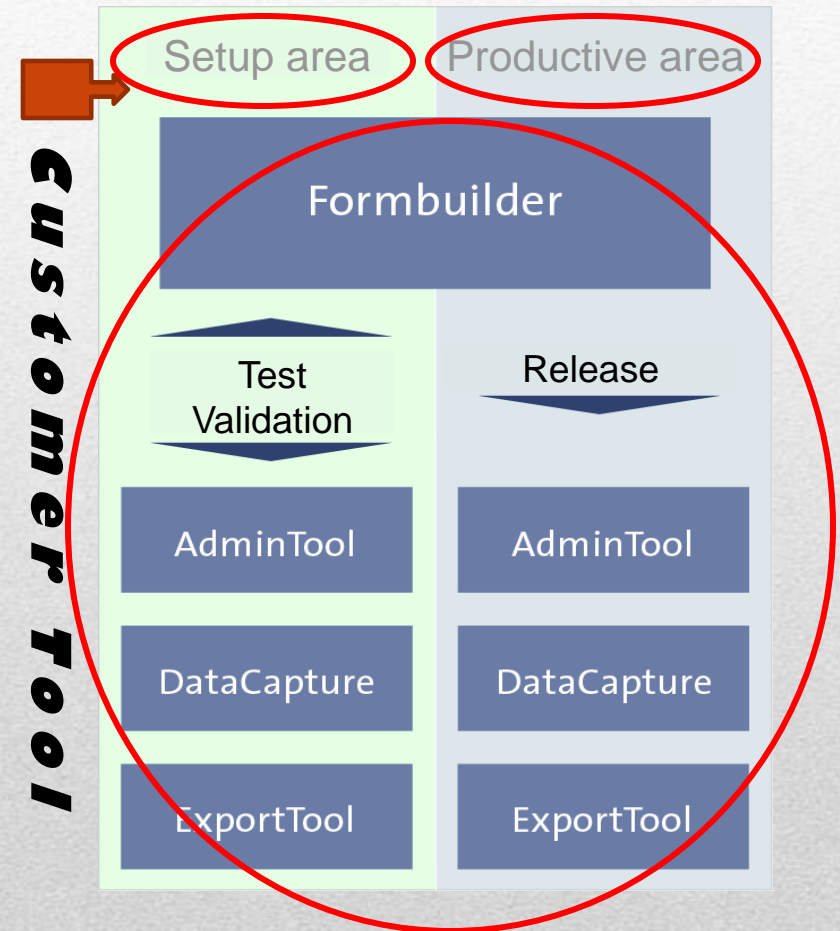 Setup area
Productive area
Customer Tool
Formbuilder
Test
Validation
Release
AdminTool
AdminTool
DataCapture
DataCapture
ExportTool
ExportTool